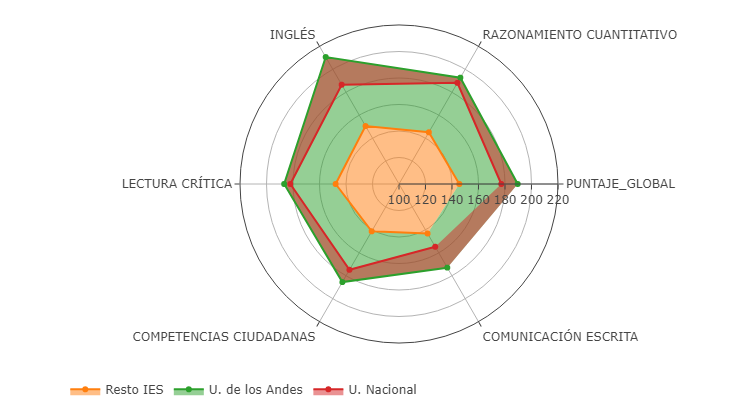 INGLÉS
RAZONAMIENTO CUANTITATIVO
LECTURA CRÍTICA
PUNTAJE_GLOBAL
100 120 140 160 180 200 220
COMPETENCIAS CIUDADANAS
COMUNICACIÓN ESCRITA
Resto IES U. de los Andes U. Nacional